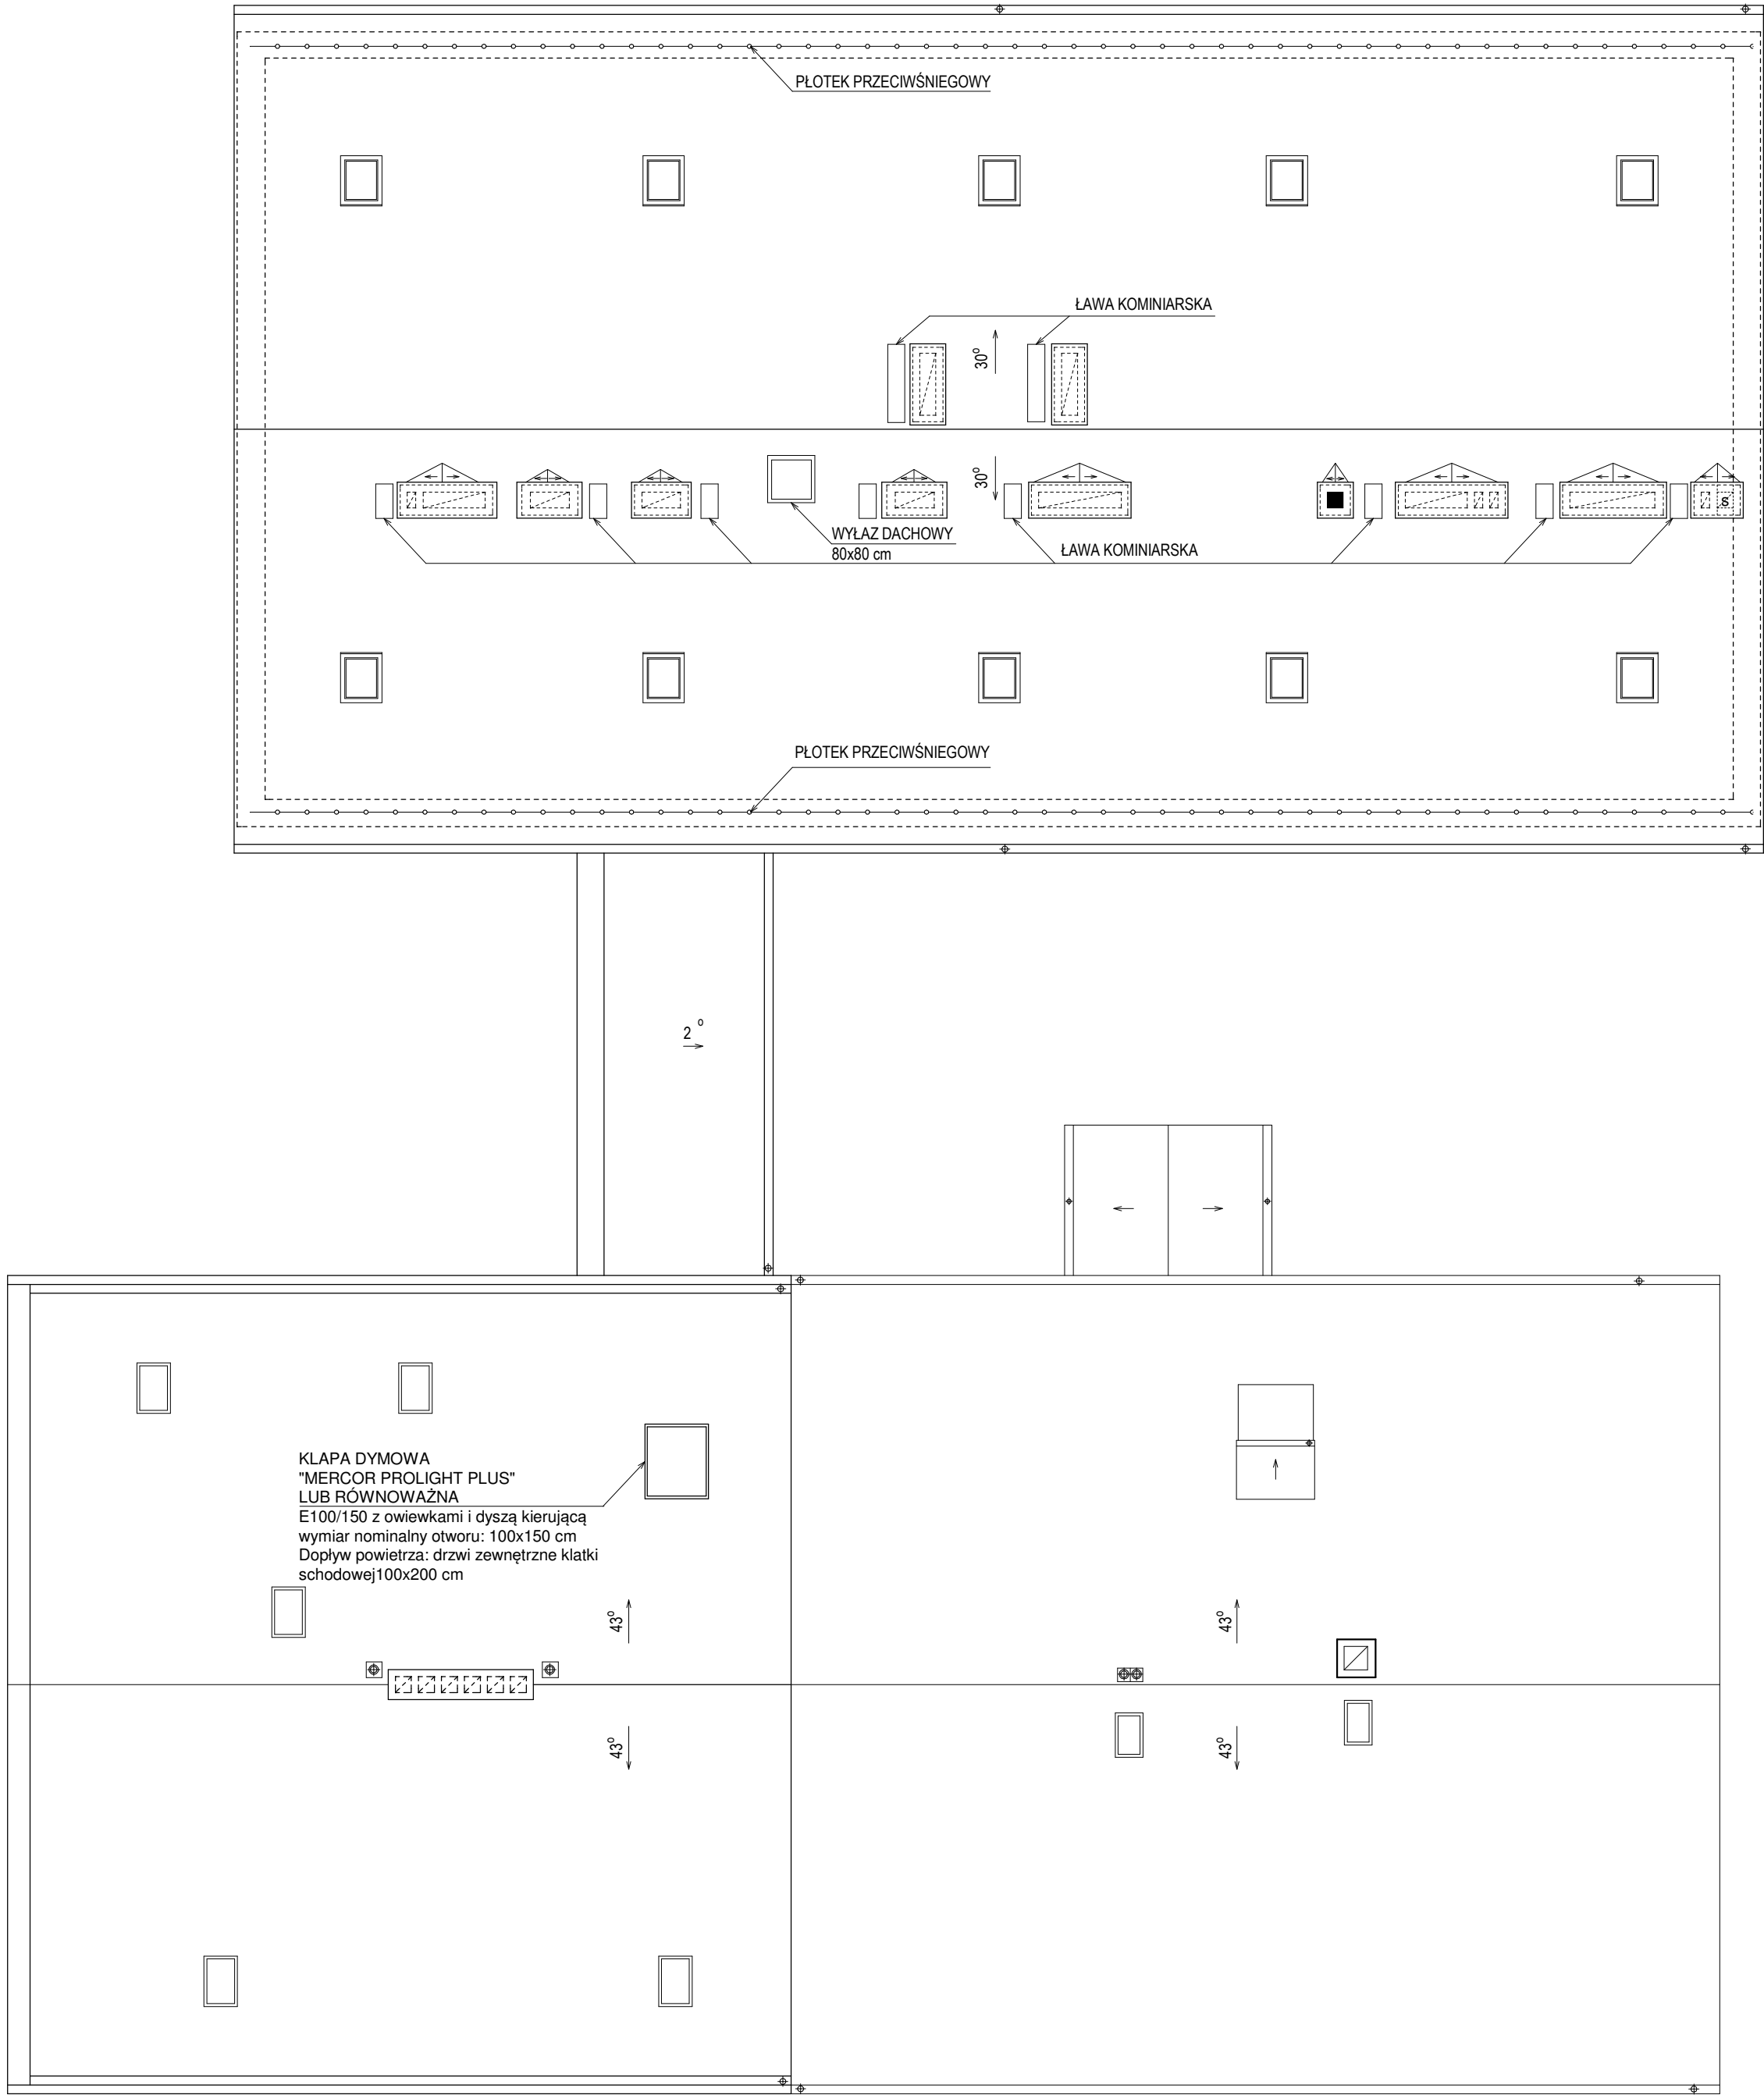 PŁOTEK PRZECIWŚNIEGOWY
ŁAWA KOMINIARSKA
30°
30°
S
WYŁAZ DACHOWY
80x80 cm
ŁAWA KOMINIARSKA
PŁOTEK PRZECIWŚNIEGOWY
2°
KLAPA DYMOWA
"MERCOR PROLIGHT PLUS"
LUB RÓWNOWAŻNA
E100/150 z owiewkami i dyszą kierującą
wymiar nominalny otworu: 100x150 cm
Dopływ powietrza: drzwi zewnętrzne klatki
schodowej100x200 cm
43°
43°
43°
43°